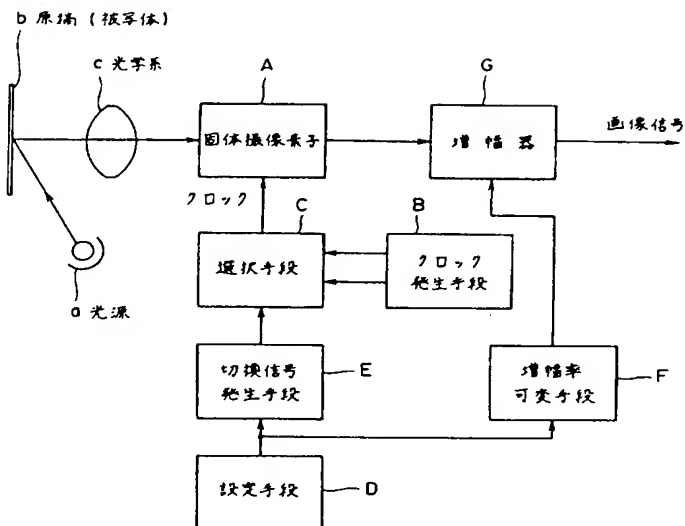 b 原稿 (被写体)
c 光学系
A
G
固体撮像素子
増幅器
画像信号
クロック
C
B
選択手段
クロック
発生手段
a 光源
切換信号
発生手段
E
増幅率
可変手段
F
設定手段
D